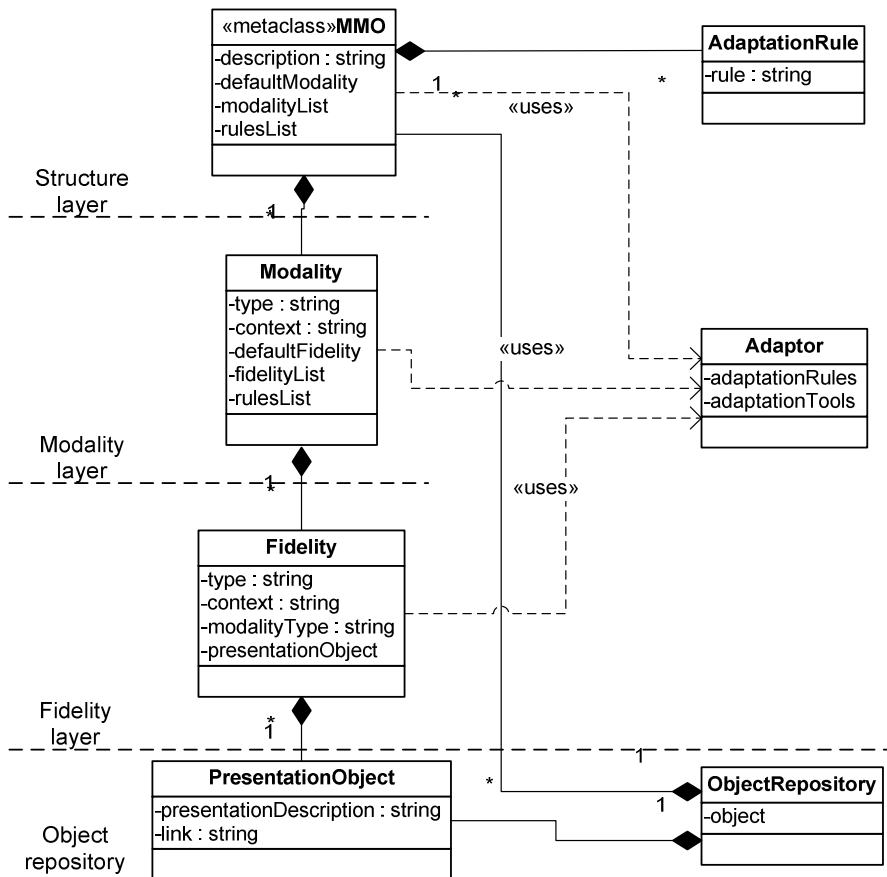 «metaclass»MMO
-description : string
-defaultModality
-modalityList
-rulesList
AdaptationRule
-rule : string
1
*
*
«uses»
Structure
layer
1
*
Modality
-type : string
-context : string
-defaultFidelity
-fidelityList
-rulesList
«uses»
Adaptor
-adaptationRules
-adaptationTools
Modality
layer
1
*
«uses»
Fidelity
-type : string
-context : string
-modalityType : string
-presentationObject
Fidelity
layer
*
1
1
PresentationObject
-presentationDescription : string
-link : string
*
1
ObjectRepository
-object
Object
repository